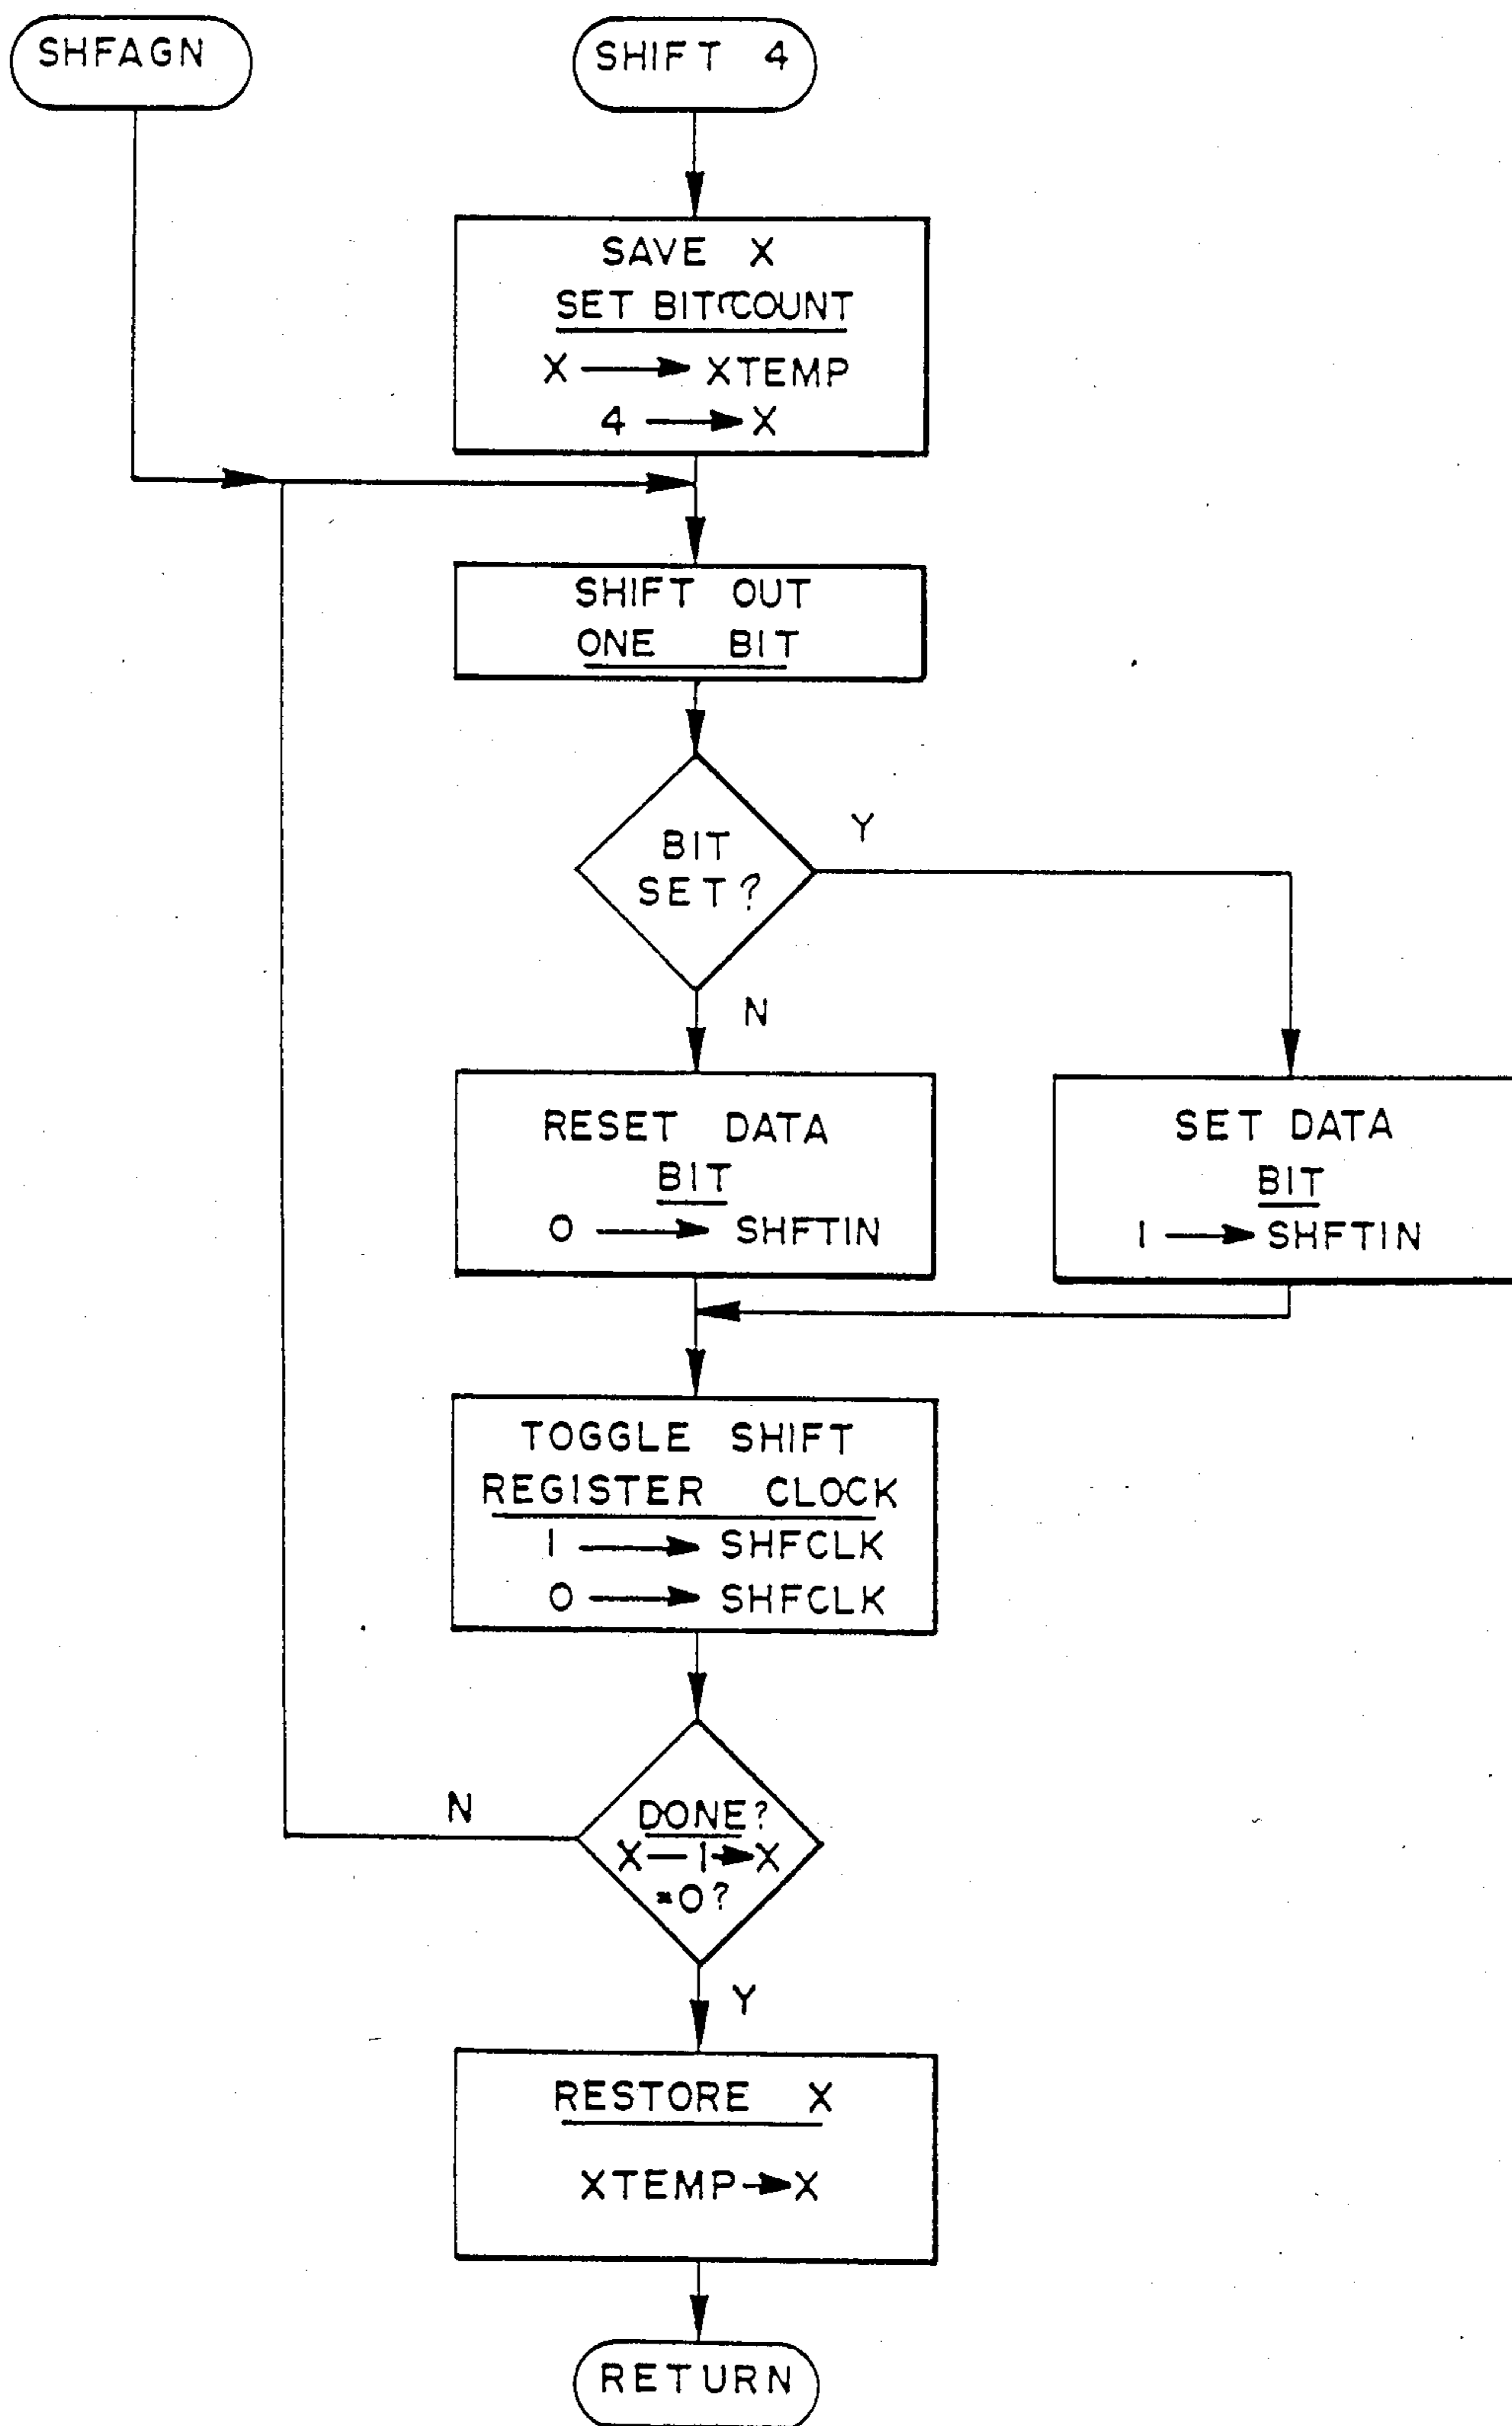 SHFAGN
SHIFT 4
SAVE X
SET BIT COUNT
X → XTEMP
4 → X
SHIFT OUT
ONE BIT
BIT
SET?
Y
N
RESET DATA
BIT
0 → SHFTIN
SET DATA
BIT
1 → SHFTIN
TOGGLE SHIFT
REGISTER CLOCK
1 → SHFCLK
0 → SHFCLK
DONE?
X—1→X
=0?
N
Y
RESTORE X
XTEMP→X
RETURN